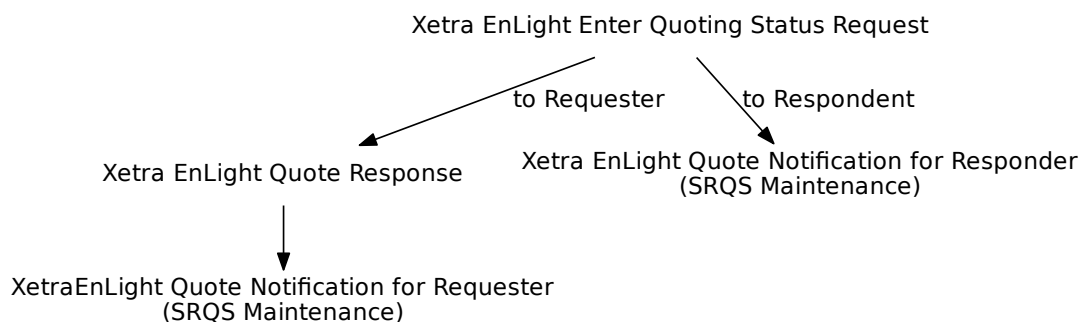 Xetra EnLight Enter Quoting Status Request
to Requester
to Respondent
Xetra EnLight Quote Response
Xetra EnLight Quote Notification for Responder
(SRQS Maintenance)
XetraEnLight Quote Notification for Requester
(SRQS Maintenance)